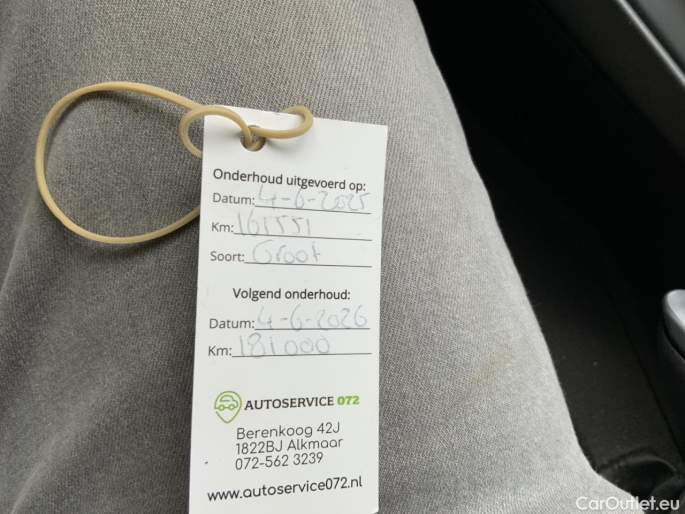 Onderhoud uitgevoerd op:
Datum: 4-6-2025
Km: 161551
Soort: Groot
Volgend onderhoud:
Datum: 4-6-2026
Km: 181000
AUTOSERVICE 072
Berenkoog 42J
1822BJ Alkmaar
072-562 3239
www.autoservice072.nl
CarOutlet.eu